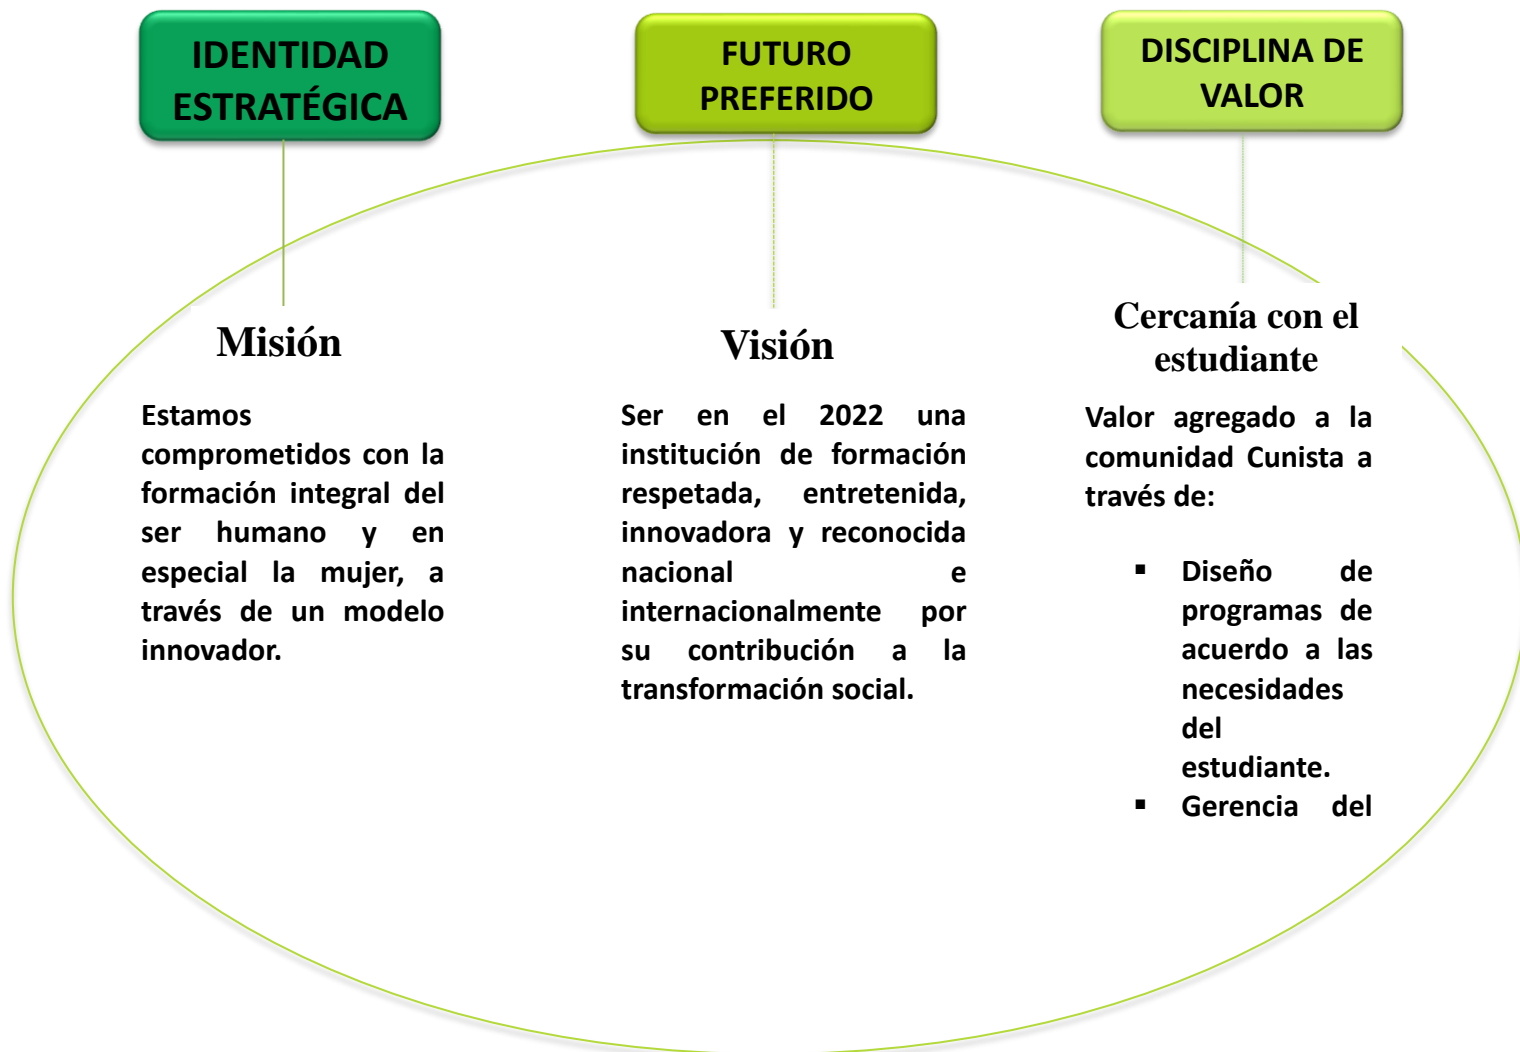 IDENTIDAD
ESTRATÉGICA
FUTURO
PREFERIDO
DISCIPLINA DE
VALOR
Misión
Estamos
comprometidos con la
formación integral del
ser humano y en
especial la mujer, a
través de un modelo
innovador.
Visión
Ser en el 2022 una
institución de formación
respetada, entretenida,
innovadora y reconocida
nacional e
internacionalmente por
su contribución a la
transformación social.
Cercanía con el
estudiante
Valor agregado a la
comunidad Cunista a
través de:
▪ Diseño de
programas de
acuerdo a las
necesidades
del
estudiante.
▪ Gerencia del